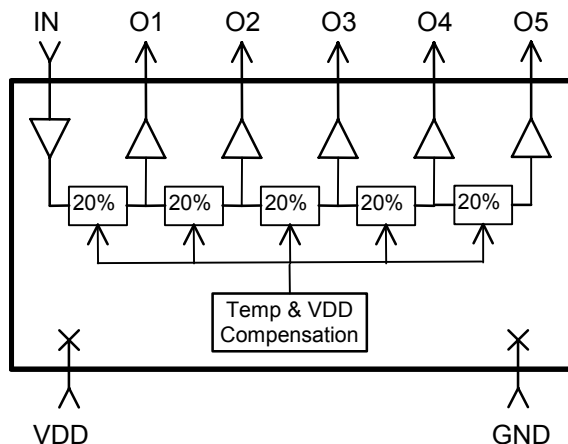 IN O1 O2 O3 O4 O5
20% 20% 20% 20% 20%
Temp & VDD
Compensation
VDD GND